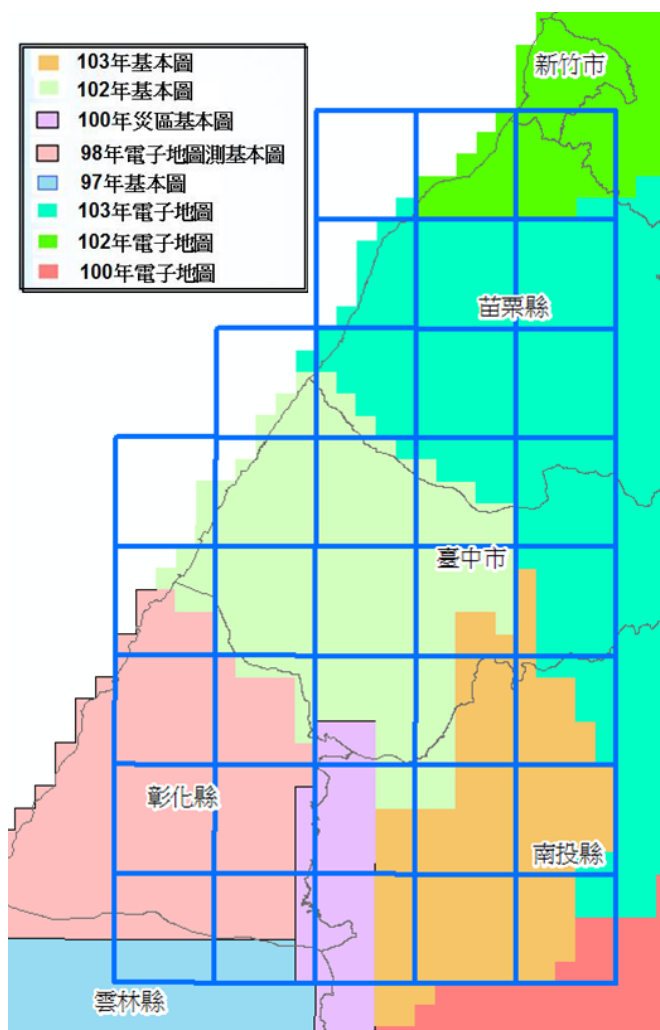 103年基本圖
102年基本圖
100年災區基本圖
98年電子地圖測基本圖
97年基本圖
103年電子地圖
102年電子地圖
100年電子地圖
新竹市
苗栗縣
臺中市
彰化縣
南投縣
雲林縣